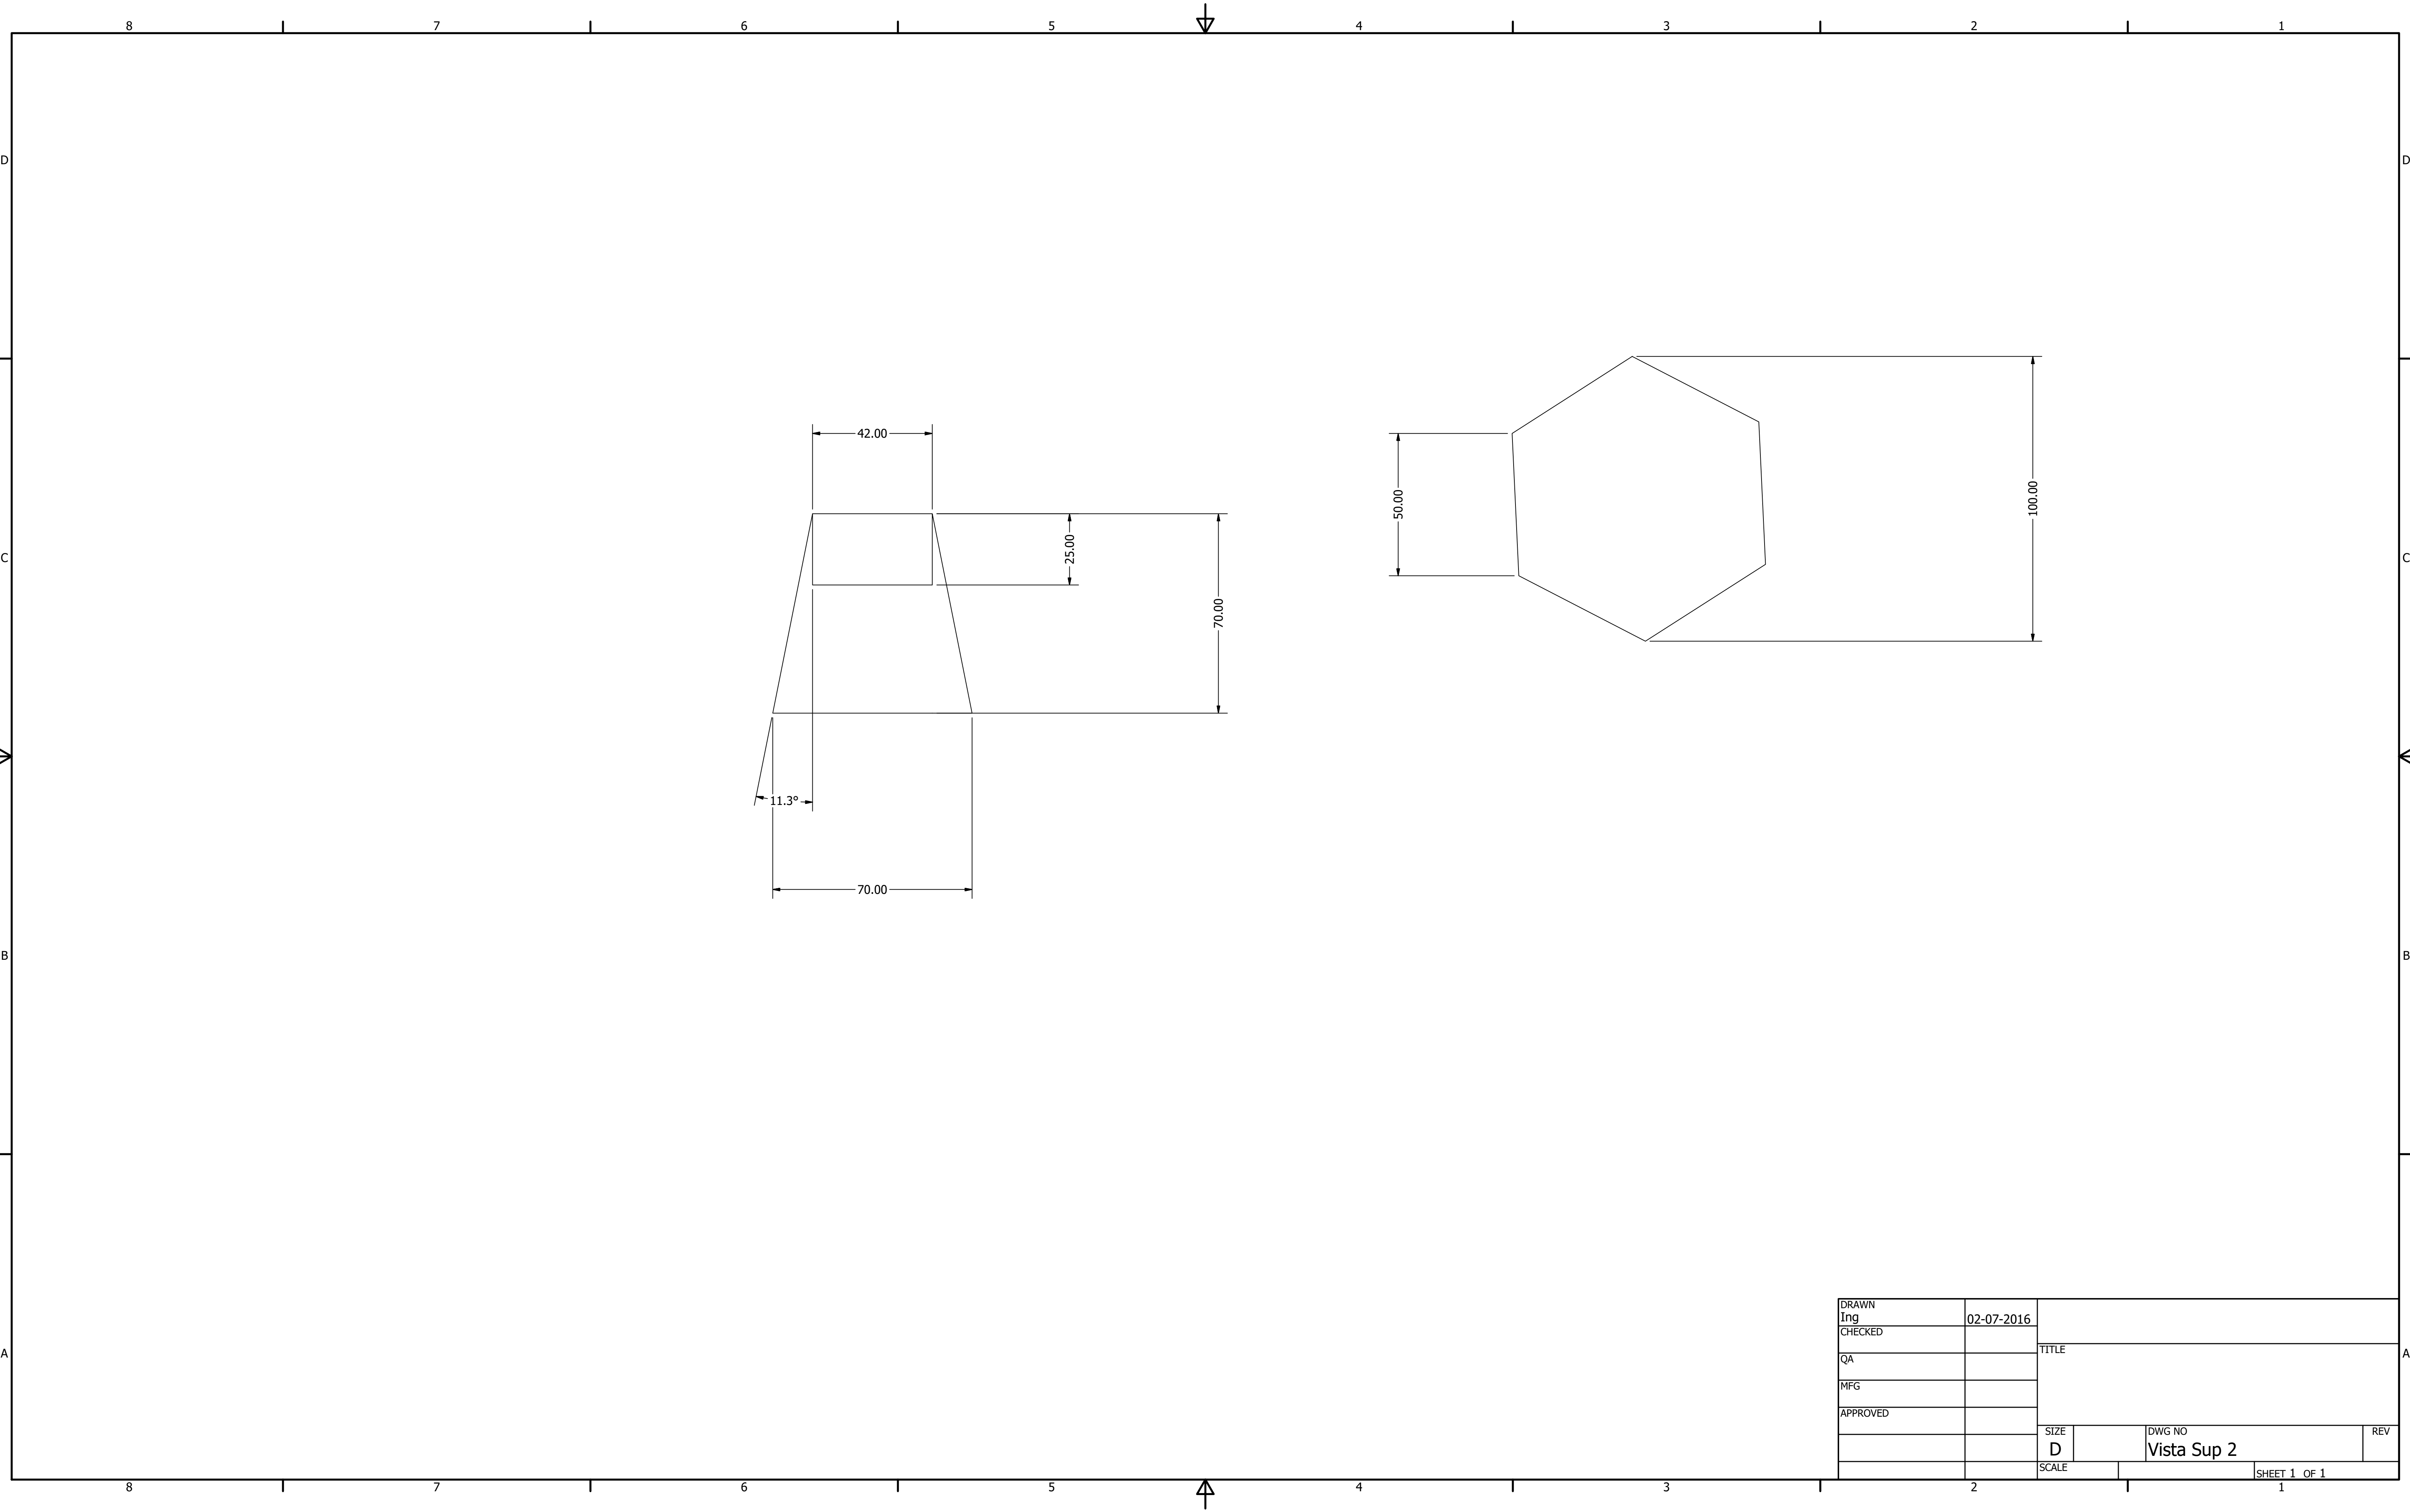 8 7 6 5 4 3 2 1
D D
42.00
50.00
100.00
25.00
C C
70.00
11.3°
70.00
B B
DRAWN
Ing 02-07-2016
CHECKED
TITLE
A A
QA
MFG
APPROVED
SIZE DWG NO REV
D Vista Sup 2
SCALE
SHEET 1 OF 1
8 7 6 5 4 3 2 1